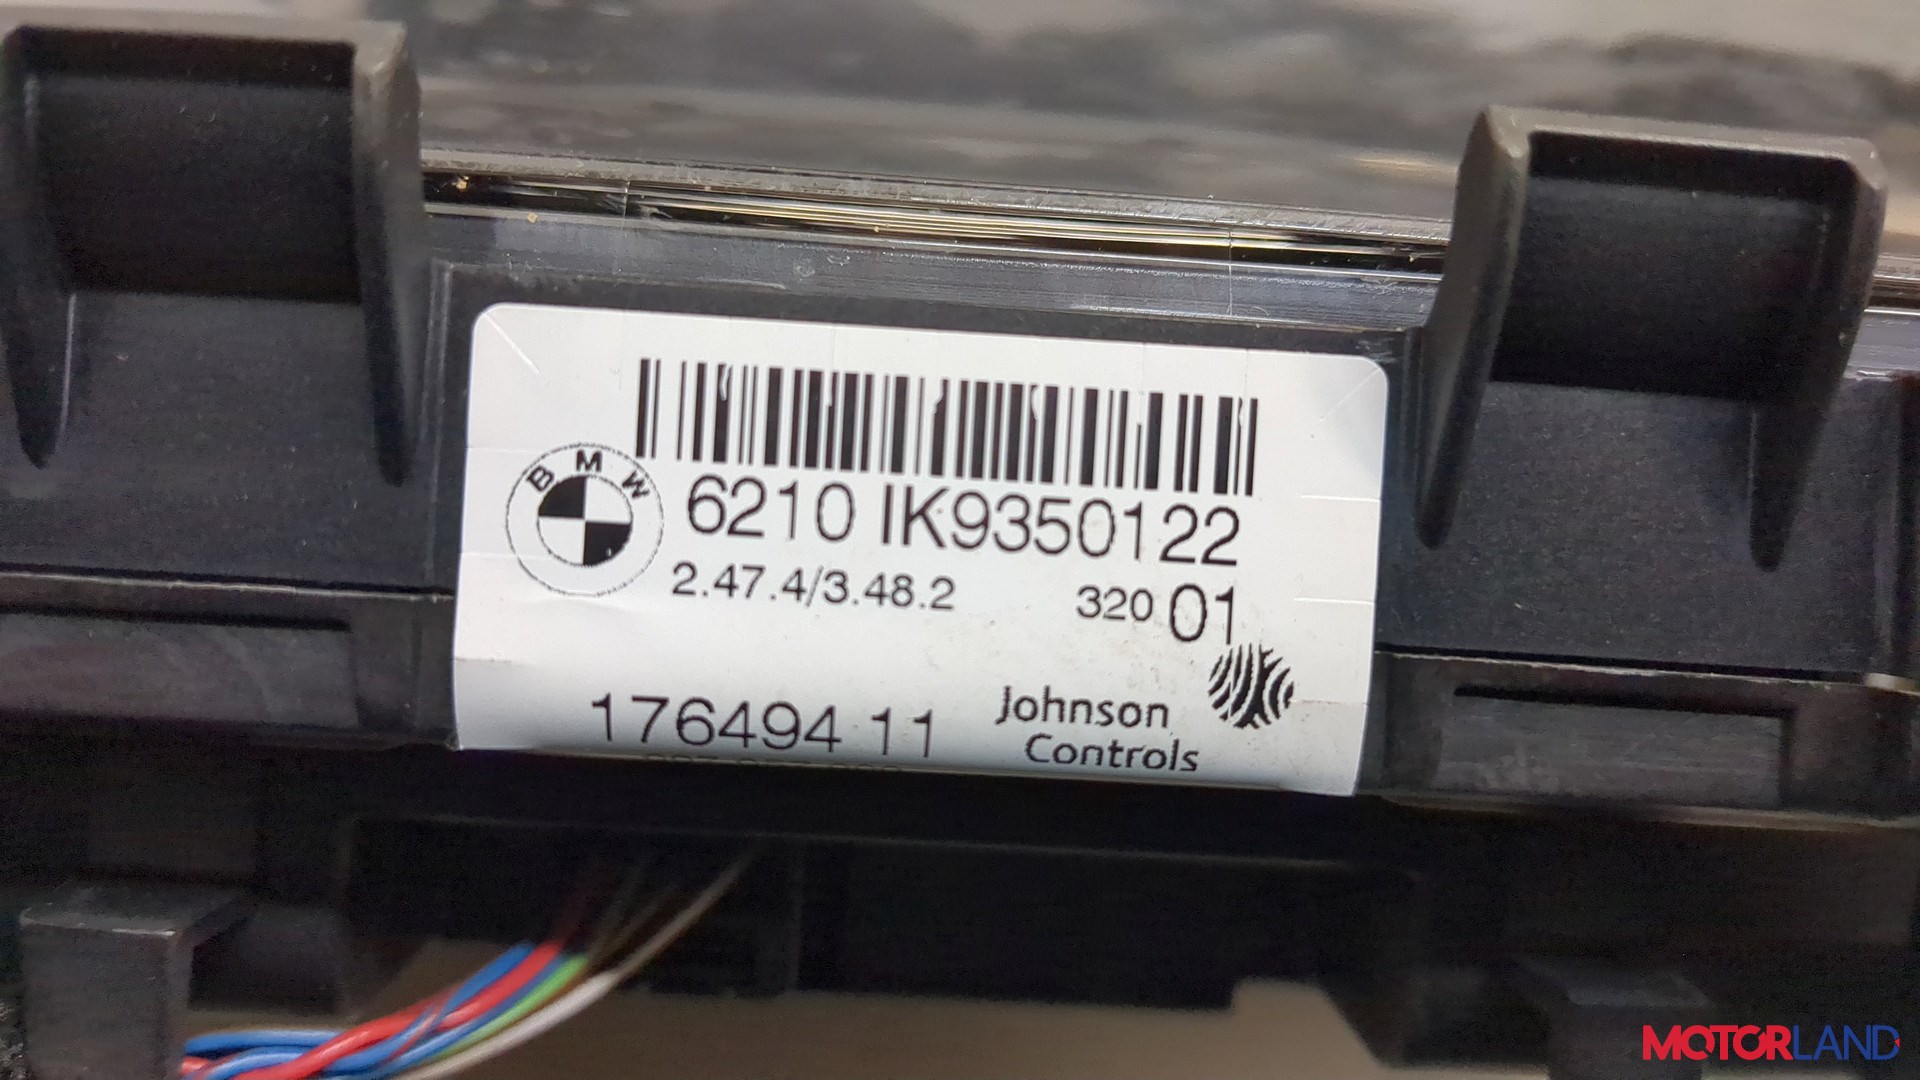 BMW
6210 IK9350122
2.47.4/3.48.2 320 01
176494 11
Johnson
Controls
MOTORLAND